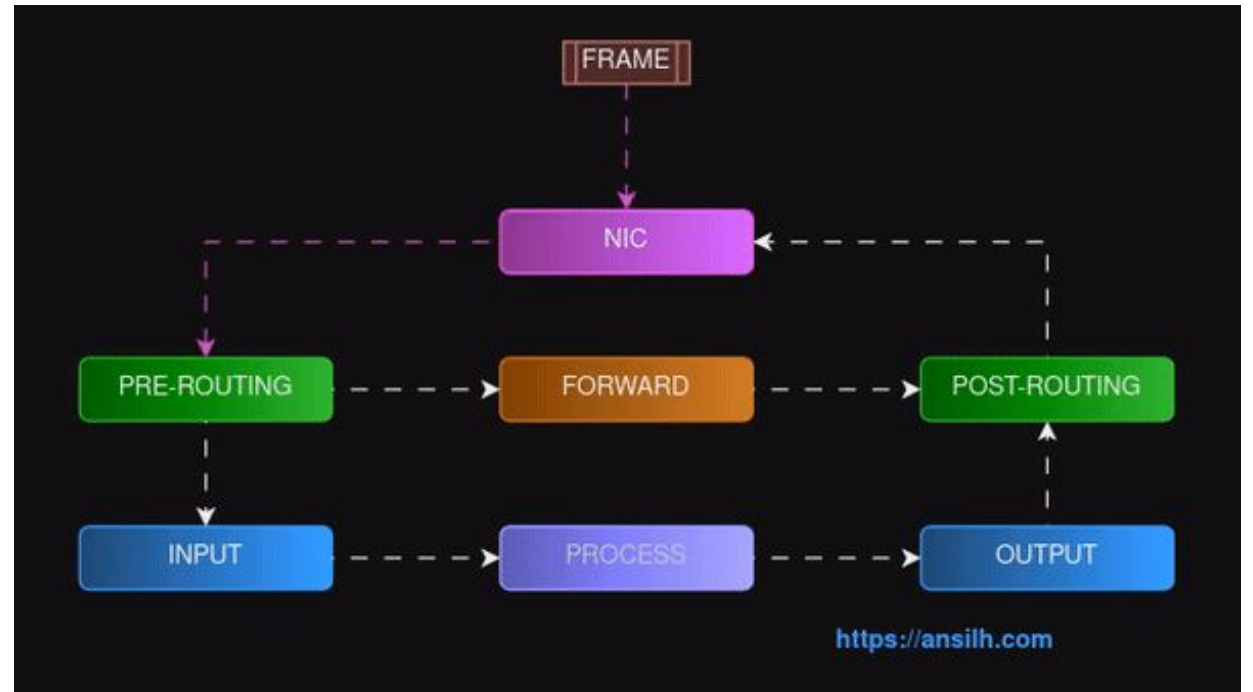 FRAME
NIC
PRE-ROUTING
FORWARD
POST-ROUTING
INPUT
PROCESS
OUTPUT
https://ansilh.com